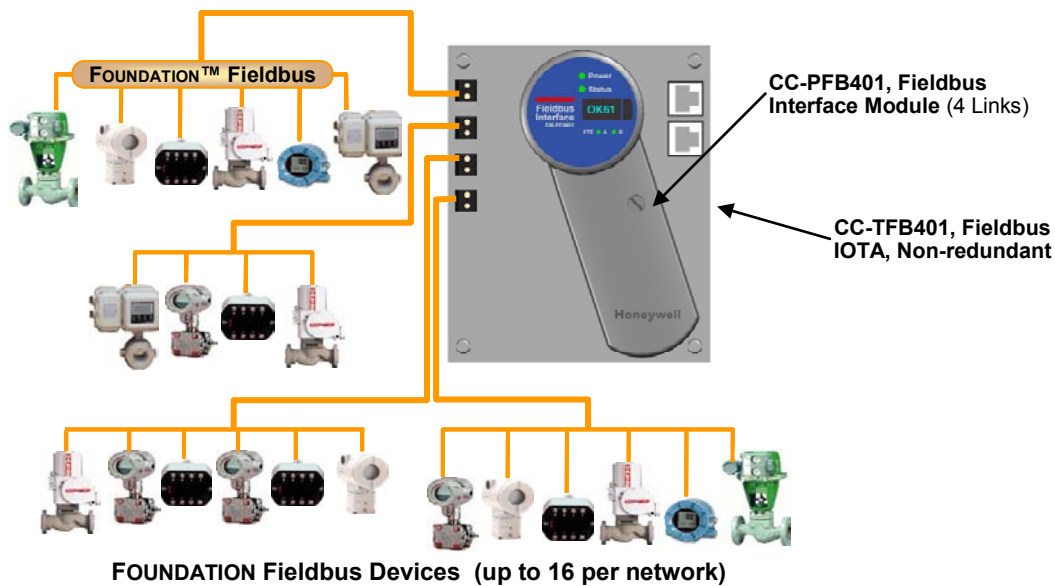 FOUNDATION™ Fieldbus
Power
Status
Fieldbus
Interface
OK61
FTE A B
Honeywell
CC-PFB401, Fieldbus
Interface Module (4 Links)
CC-TFB401, Fieldbus
IOTA, Non-redundant
FOUNDATION Fieldbus Devices (up to 16 per network)